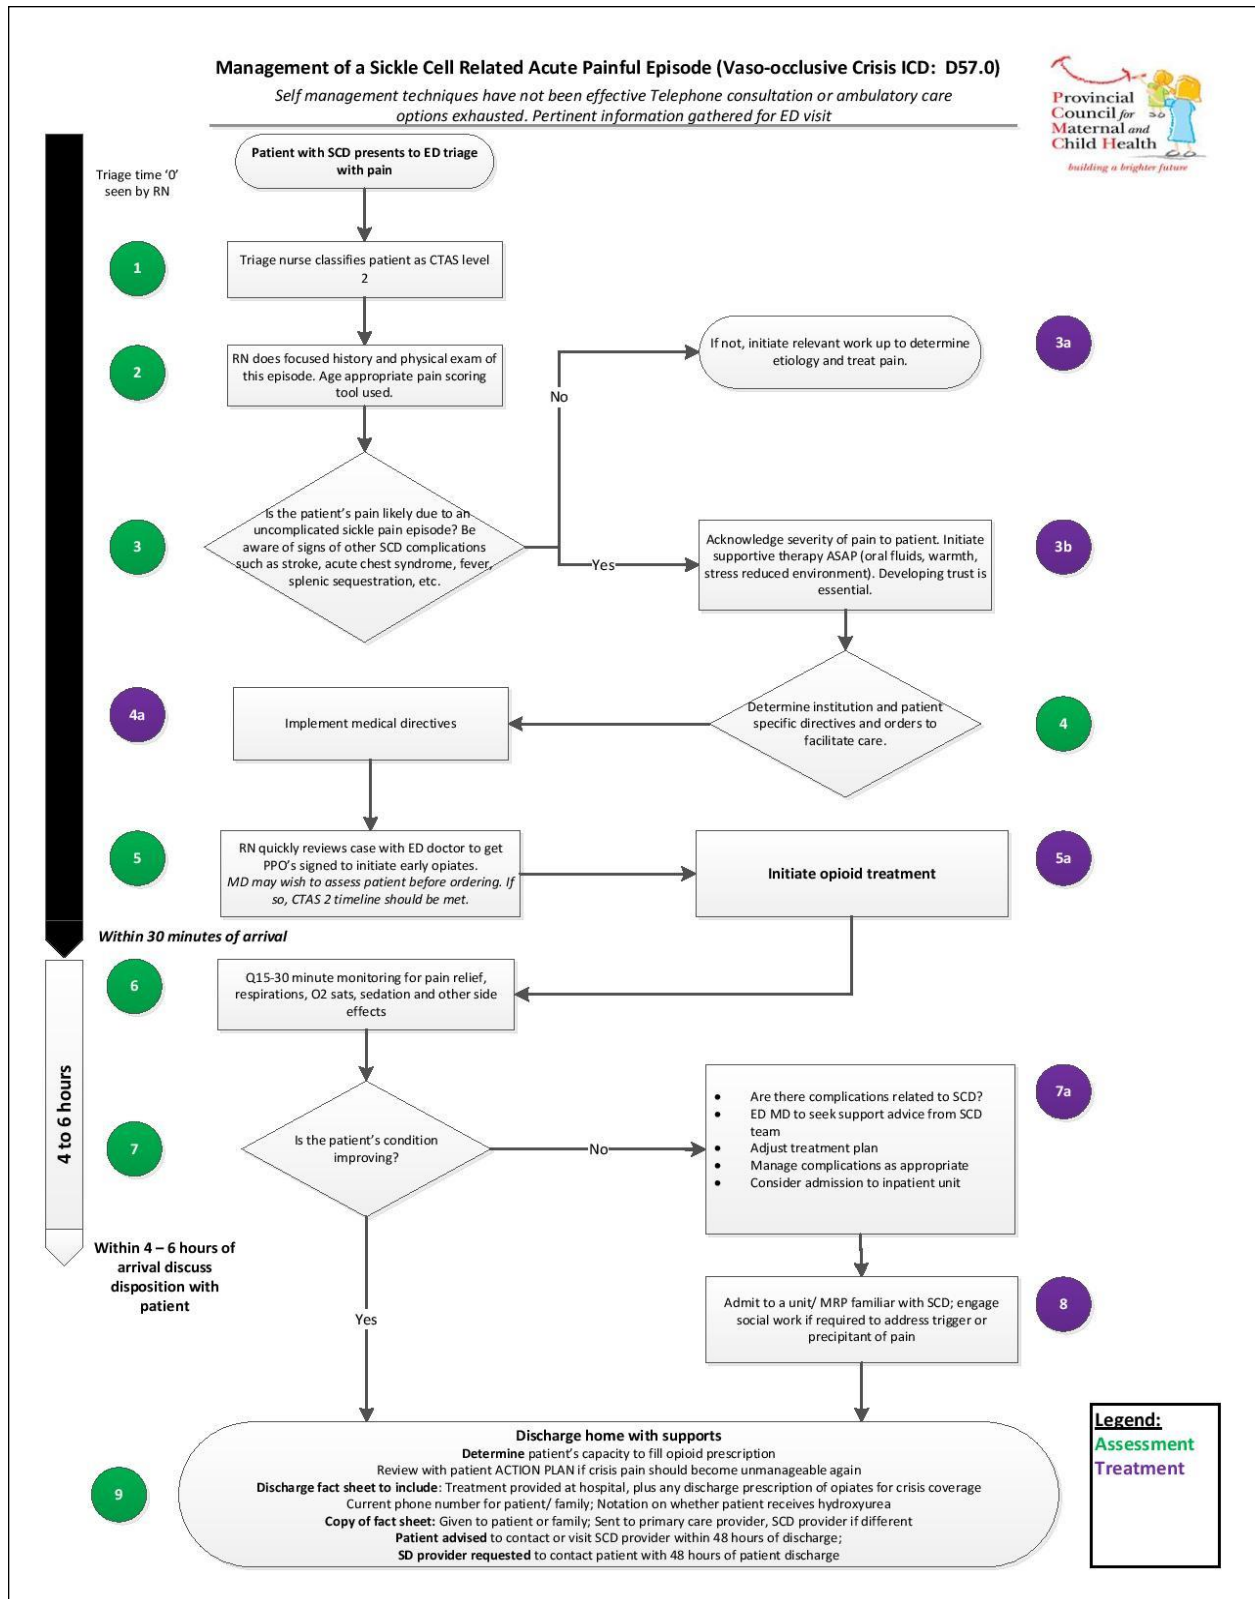 Management of a Sickle Cell Related Acute Painful Episode (Vaso-occlusive Crisis ICD: D57.0)
Self management techniques have not been effective Telephone consultation or ambulatory care
options exhausted. Pertinent information gathered for ED visit
Provincial
Council for
Maternal and
Child Health
building a brighter future
Patient with SCD presents to ED triage
with pain
Triage time ‘0’
seen by RN
1
Triage nurse classifies patient as CTAS level
2
2
RN does focused history and physical exam of
this episode. Age appropriate pain scoring
tool used.
If not, initiate relevant work up to determine
etiology and treat pain.
3a
No
3
Is the patient’s pain likely due to an
uncomplicated sickle pain episode? Be
aware of signs of other SCD complications
such as stroke, acute chest syndrome, fever,
splenic sequestration, etc.
Yes
Acknowledge severity of pain to patient. Initiate
supportive therapy ASAP (oral fluids, warmth,
stress reduced environment). Developing trust is
essential.
3b
4a
Implement medical directives
Determine institution and patient
specific directives and orders to
facilitate care.
4
5
RN quickly reviews case with ED doctor to get
PPO’s signed to initiate early opiates.
MD may wish to assess patient before ordering. If
so, CTAS 2 timeline should be met.
Initiate opioid treatment
5a
Within 30 minutes of arrival
6
Q15-30 minute monitoring for pain relief,
respirations, O2 sats, sedation and other side
effects
4 to 6 hours
7
Is the patient’s condition
improving?
No
• Are there complications related to SCD?
• ED MD to seek support advice from SCD
team
• Adjust treatment plan
• Manage complications as appropriate
• Consider admission to inpatient unit
7a
Within 4 – 6 hours of
arrival discuss
disposition with
patient
Yes
Admit to a unit/ MRP familiar with SCD; engage
social work if required to address trigger or
precipitant of pain
8
9
Discharge home with supports
Determine patient’s capacity to fill opioid prescription
Review with patient ACTION PLAN if crisis pain should become unmanageable again
Discharge fact sheet to include: Treatment provided at hospital, plus any discharge prescription of opiates for crisis coverage
Current phone number for patient/ family; Notation on whether patient receives hydroxyurea
Copy of fact sheet: Given to patient or family; Sent to primary care provider, SCD provider if different
Patient advised to contact or visit SCD provider within 48 hours of discharge;
SD provider requested to contact patient with 48 hours of patient discharge
Legend:
Assessment
Treatment